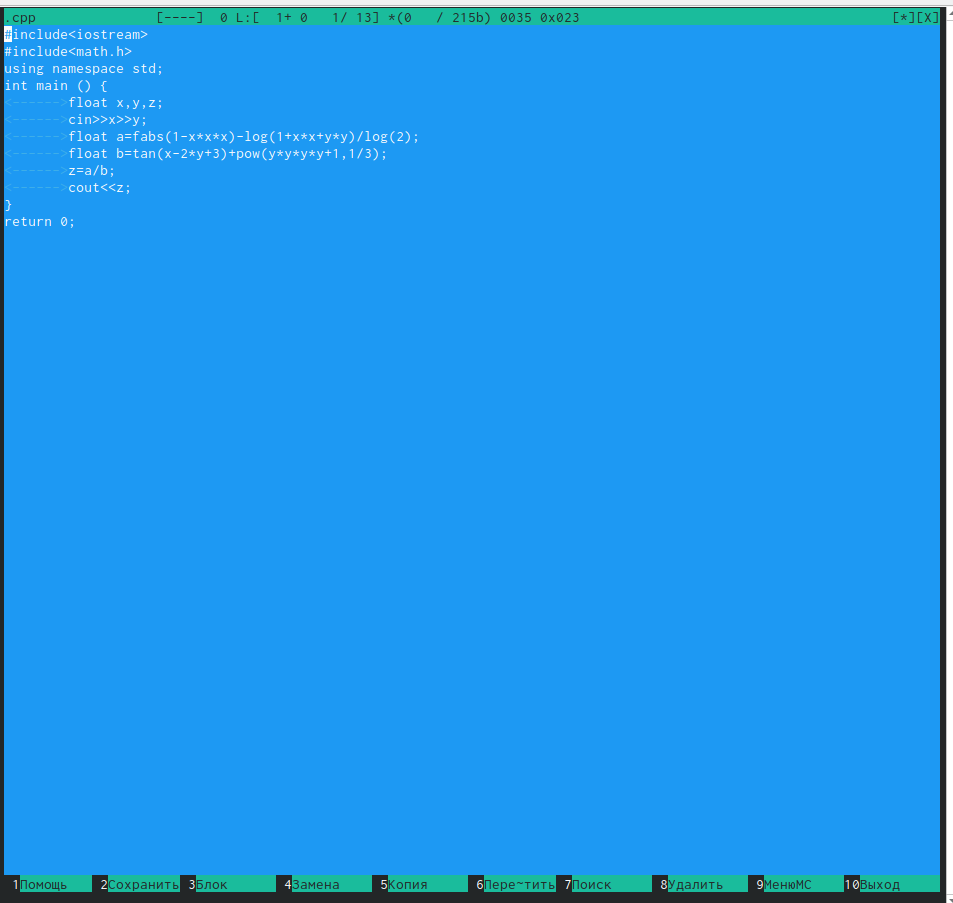 .cpp [----] 0 L:[ 1+ 0 1/ 13] *(0 / 215b) 0035 0x023 [*][X]
#include<iostream>
#include<math.h>
using namespace std;
int main () {
<------>float x,y,z;
<------>cin>>x>>y;
<------>float a=fabs(1-x*x*x)-log(1+x*x+y*y)/log(2);
<------>float b=tan(x-2*y+3)+pow(y*y*y*y+1,1/3);
<------>z=a/b;
<------>cout<<z;
}
return 0;
1Помощь 2Сохранить 3Блок 4Замена 5Копия 6Пере~тить 7Поиск 8Удалить 9МенюMC 10Выход